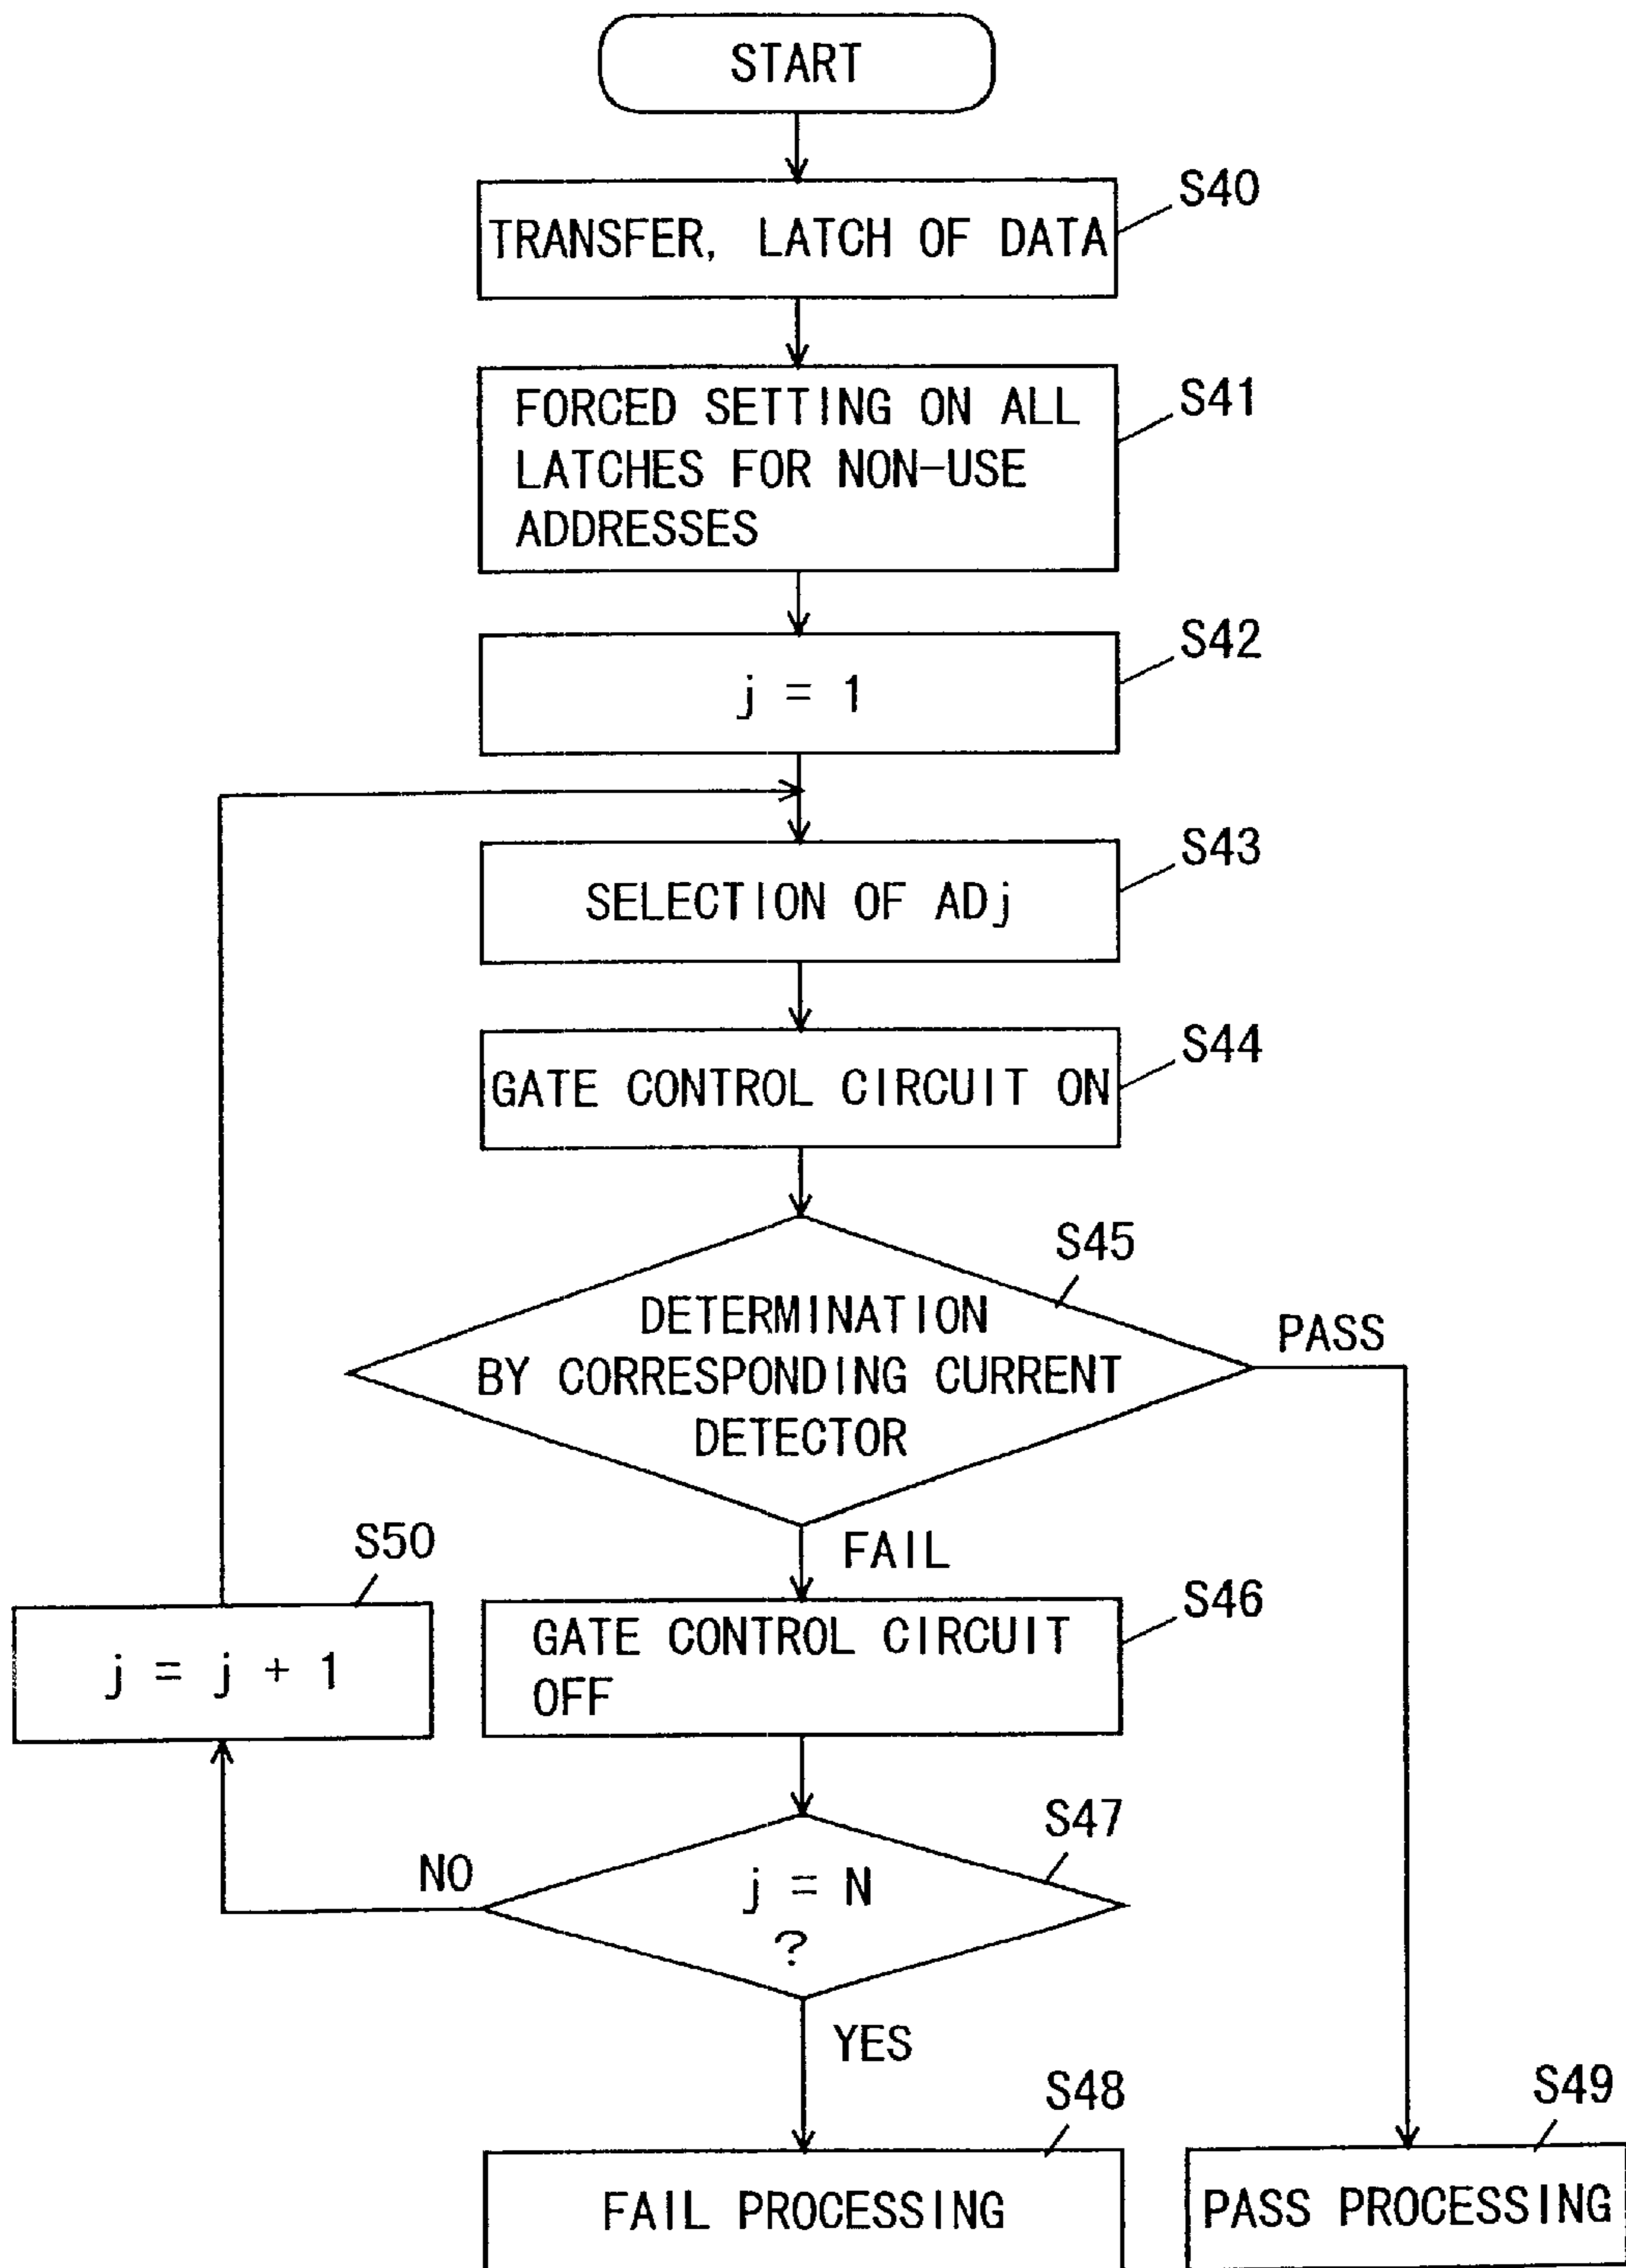 START
S40
TRANSFER, LATCH OF DATA
S41
FORCED SETTING ON ALL
LATCHES FOR NON-USE
ADDRESSES
S42
j = 1
S43
SELECTION OF ADj
S44
GATE CONTROL CIRCUIT ON
S45
DETERMINATION
BY CORRESPONDING CURRENT
DETECTOR
PASS
FAIL
S50
j = j + 1
S46
GATE CONTROL CIRCUIT
OFF
S47
NO
j = N
?
YES
S48
FAIL PROCESSING
S49
PASS PROCESSING